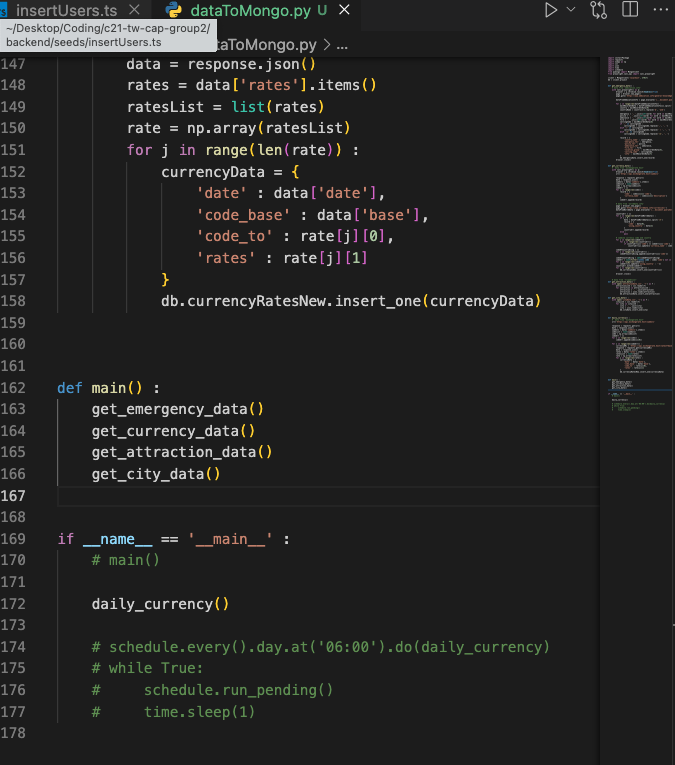 insertUsers.ts
dataToMongo.py U
~/Desktop/Coding/c21-tw-cap-group2/
backend/seeds/insertUsers.ts
taToMongo.py > ...
147 data = response.json()
148 rates = data['rates'].items()
149 ratesList = list(rates)
150 rate = np.array(ratesList)
151 for j in range(len(rate)) :
152 currencyData = {
153 'date' : data['date'],
154 'code_base' : data['base'],
155 'code_to' : rate[j][0],
156 'rates' : rate[j][1]
157 }
158 db.currencyRatesNew.insert_one(currencyData)
159
160
161
162 def main() :
163 get_emergency_data()
164 get_currency_data()
165 get_attraction_data()
166 get_city_data()
167
168
169 if __name__ == '__main__' :
170 # main()
171
172 daily_currency()
173
174 # schedule.every().day.at('06:00').do(daily_currency)
175 # while True:
176 #     schedule.run_pending()
177 #     time.sleep(1)
178